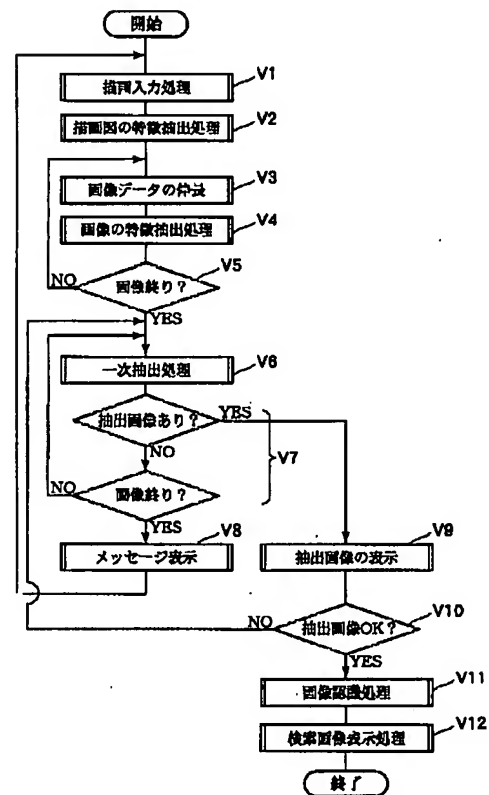 開始
描画入力処理
V1
描画図の特徴抽出処理
V2
画像データの伸長
V3
画像の特徴抽出処理
V4
画像終り?
V5
NO
YES
一次抽出処理
V6
抽出画像あり?
YES
NO
V7
画像終り?
NO
YES
メッセージ表示
V8
抽出画像の表示
V9
抽出画像OK?
V10
NO
YES
画像認識処理
V11
検索画像表示処理
V12
終了